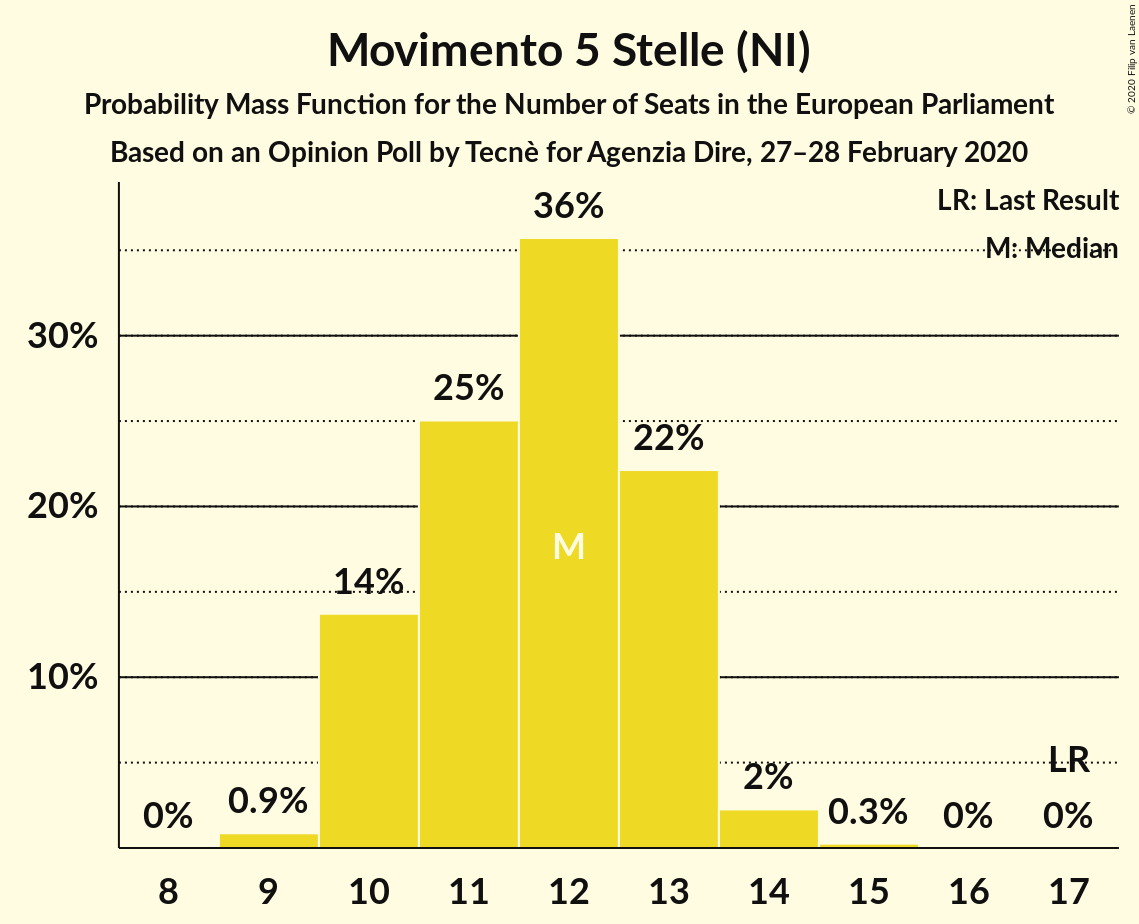 Movimento 5 Stelle (NI)
Probability Mass Function for the Number of Seats in the European Parliament
Based on an Opinion Poll by Tecnè for Agenzia Dire, 27–28 February 2020
© 2020 Filip van Laenen
LR: Last Result
M: Median
36%
30%
25%
22%
20%
M
14%
10%
LR
2%
0.9%
0.3%
0%
0%
0%
8 9 10 11 12 13 14 15 16 17